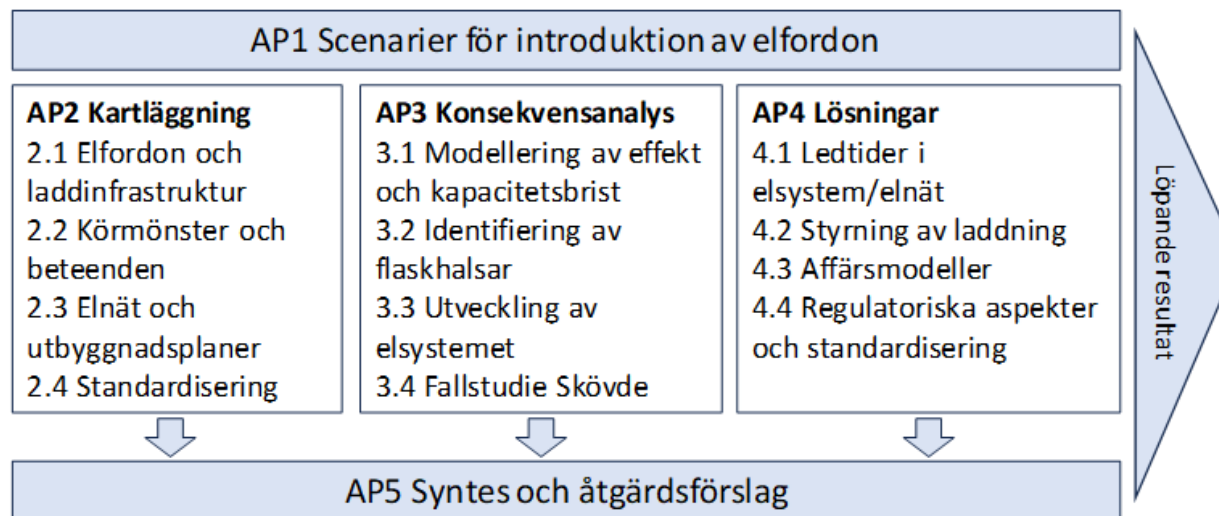 AP1 Scenarier för introduktion av elfordon
AP2 Kartläggning
2.1 Elfordon och
laddinfrastruktur
2.2 Körmönster och
beteenden
2.3 Elnät och
utbyggnadsplaner
2.4 Standardisering
AP3 Konsekvensanalys
3.1 Modellering av effekt
och kapacitetsbrist
3.2 Identifiering av
flaskhalsar
3.3 Utveckling av
elsystemet
3.4 Fallstudie Skövde
AP4 Lösningar
4.1 Ledtider i
elsystem/elnät
4.2 Styrning av laddning
4.3 Affärsmodeller
4.4 Regulatoriska aspekter
och standardisering
AP5 Syntes och åtgärdsförslag
Löpande resultat